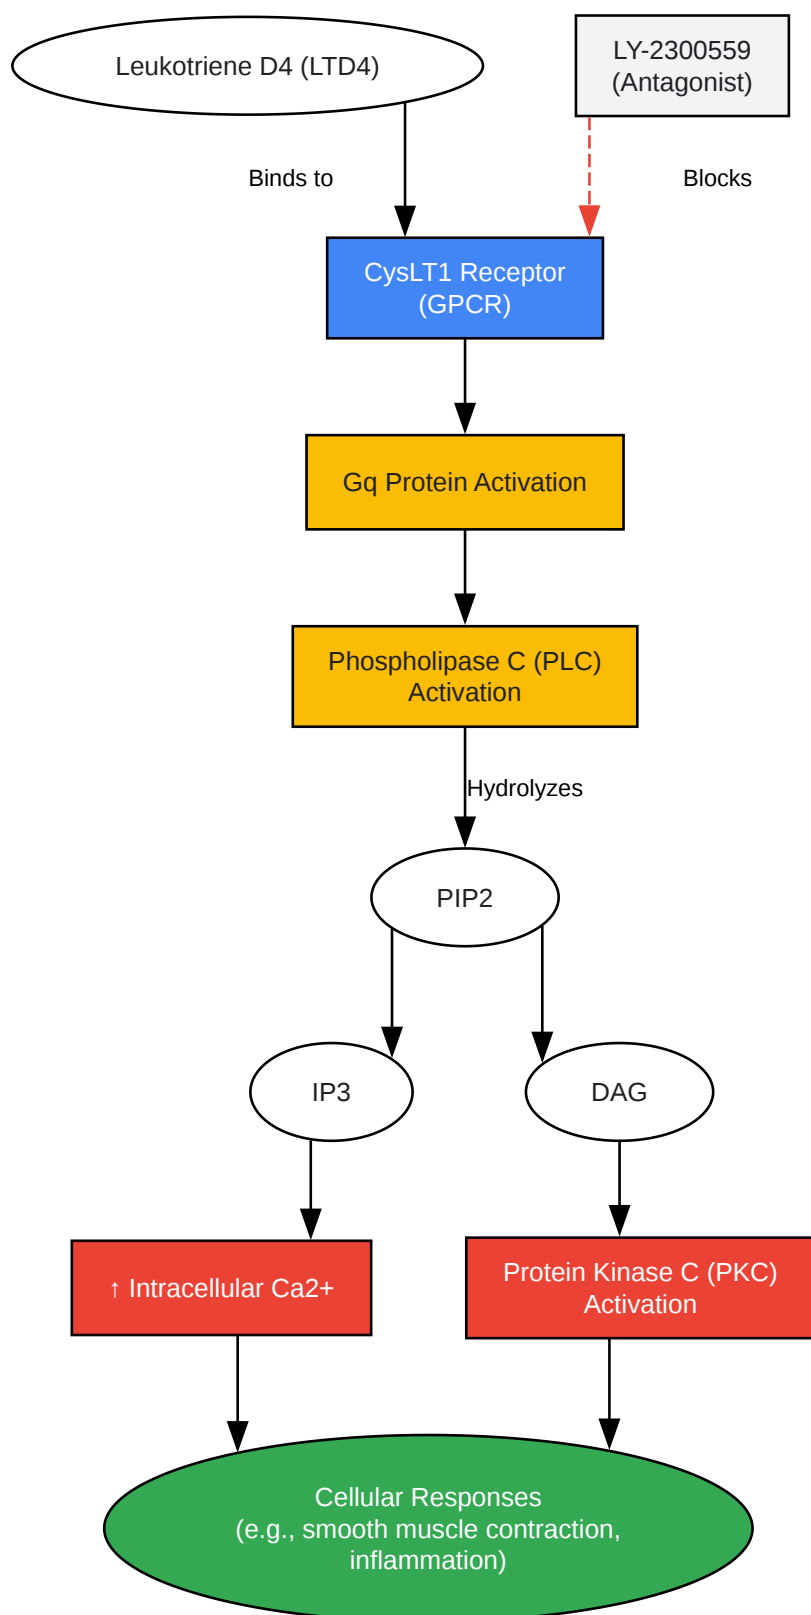 Leukotriene D4 (LTD4)
LY-2300559
(Antagonist)
Binds to
Blocks
CysLT1 Receptor
(GPCR)
Gq Protein Activation
Phospholipase C (PLC)
Activation
Hydrolyzes
PIP2
IP3
DAG
↑ Intracellular Ca2+
Protein Kinase C (PKC)
Activation
Cellular Responses
(e.g., smooth muscle contraction,
inflammation)